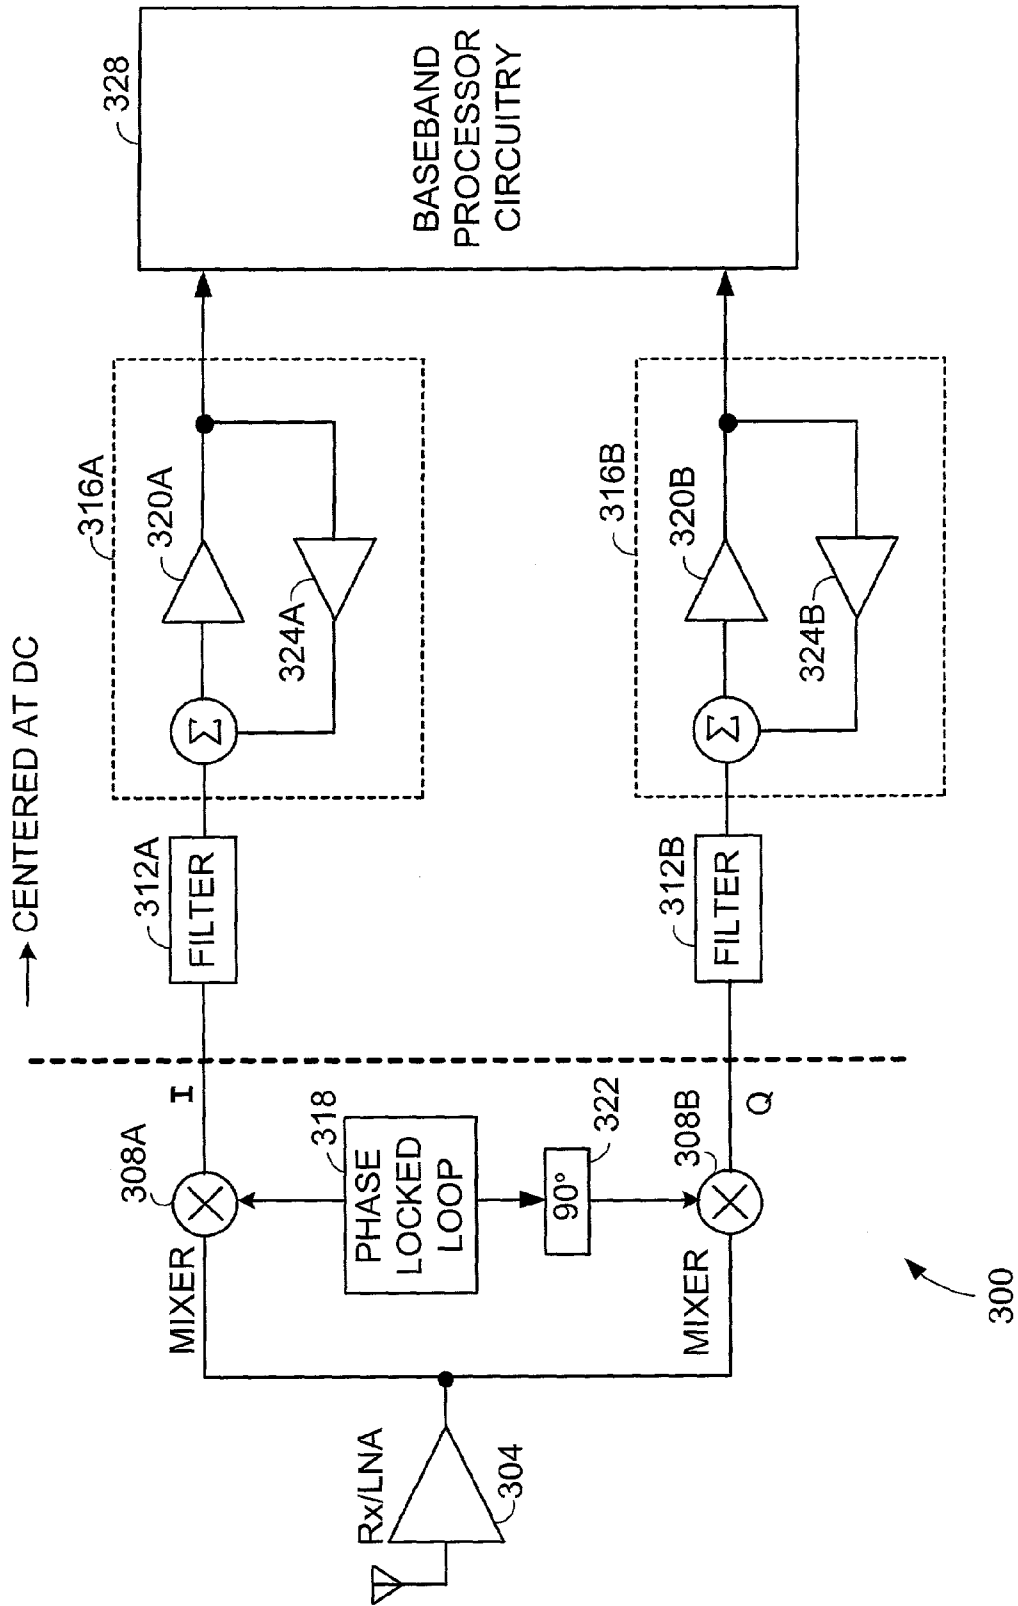 → CENTERED AT DC
Rx/LNA
304
MIXER
308A
I
318
PHASE
LOCKED
LOOP
90°
322
MIXER
308B
Q
312A
FILTER
312B
FILTER
316A
320A
Σ
324A
316B
320B
Σ
324B
328
BASEBAND
PROCESSOR
CIRCUITRY
300